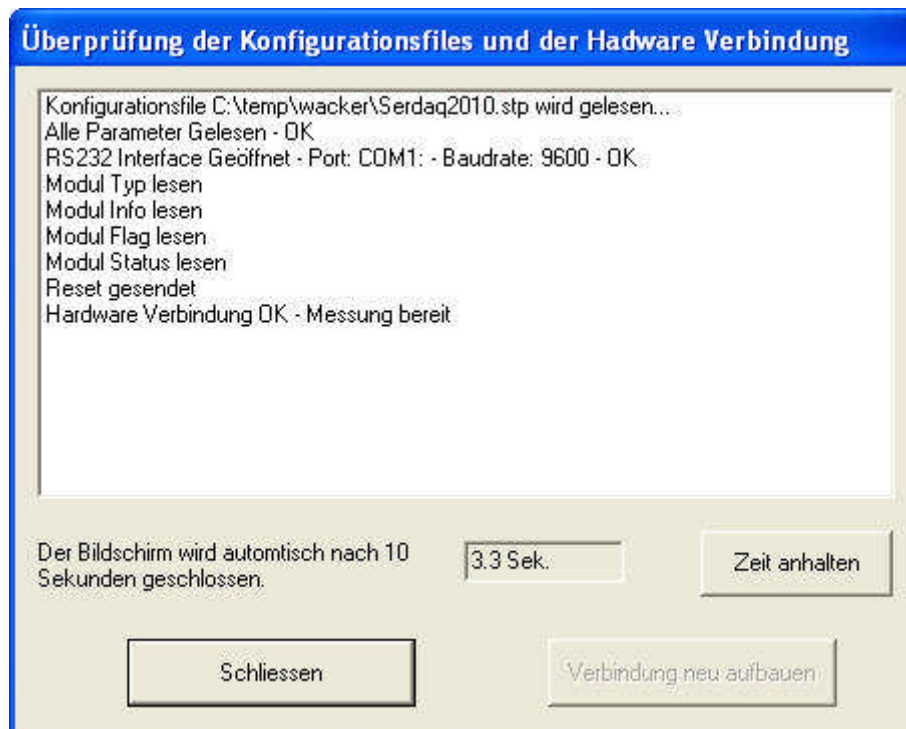 Überprüfung der Konfigurationsfiles und der Hadware Verbindung
Konfigurationsfile C:\temp\wacker\Serdaq2010.stp wird gelesen...
Alle Parameter Gelesen - OK
RS232 Interface Geöffnet - Port: COM1: - Baudrate: 9600 - OK
Modul Typ lesen
Modul Info lesen
Modul Flag lesen
Modul Status lesen
Reset gesendet
Hardware Verbindung OK - Messung bereit
Der Bildschirm wird automtisch nach 10
Sekunden geschlossen.
3.3 Sek.
Zeit anhalten
Schliessen
Verbindung neu aufbauen